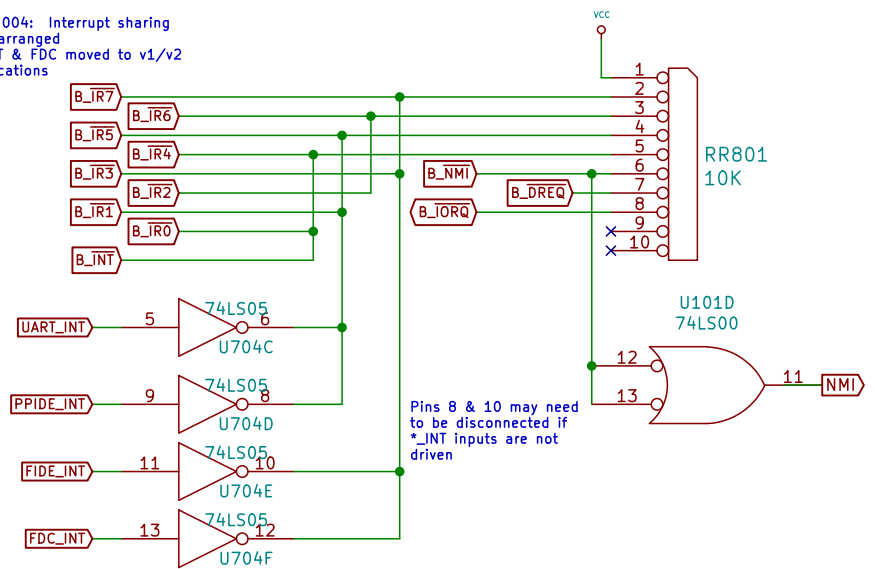 004: Interrupt sharing
arranged
T & FDC moved to v1/v2
cations
VCC
B_IR7
B_IR6
B_IR5
B_IR4
B_IR3
B_IR2
B_IR1
B_IR0
B_INT
B_NMI
B_DREQ
B_IORQ
1
2
3
4
5
6
7
8
9
10
RR801
10K
UART_INT
5
74LS05
6
U704C
PPIDE_INT
9
74LS05
8
U704D
FIDE_INT
11
74LS05
10
U704E
FDC_INT
13
74LS05
12
U704F
Pins 8 & 10 may need
to be disconnected if
*_INT inputs are not
driven
U101D
74LS00
12
13
11
NMI